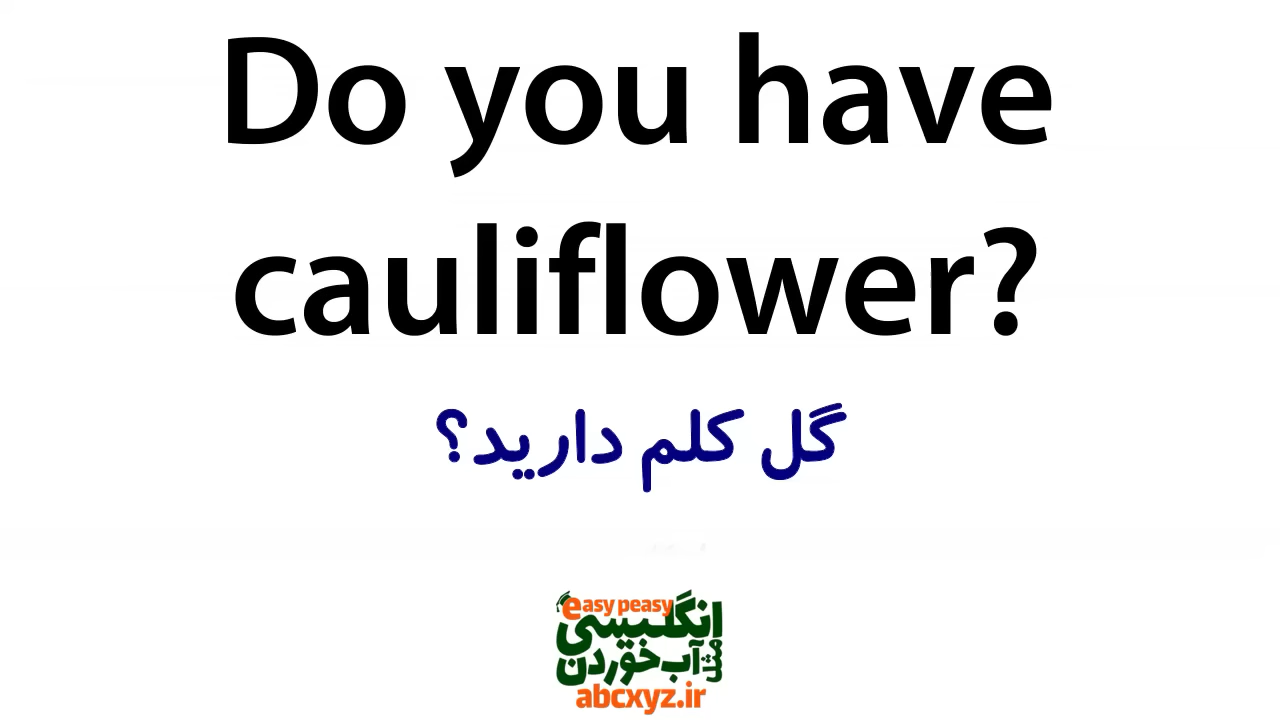 Do you have
cauliflower?
گل کلم دارید؟
easy peasy
انگلیسی
مثل آب خوردن
abcxyz.ir